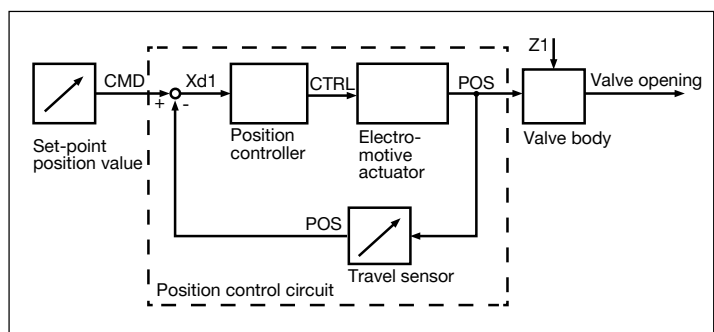 Z1
CMD
Xd1
CTRL
POS
Valve opening
+
-
Set-point
position value
Position
controller
Electro-
motive
actuator
Valve body
POS
Travel sensor
Position control circuit